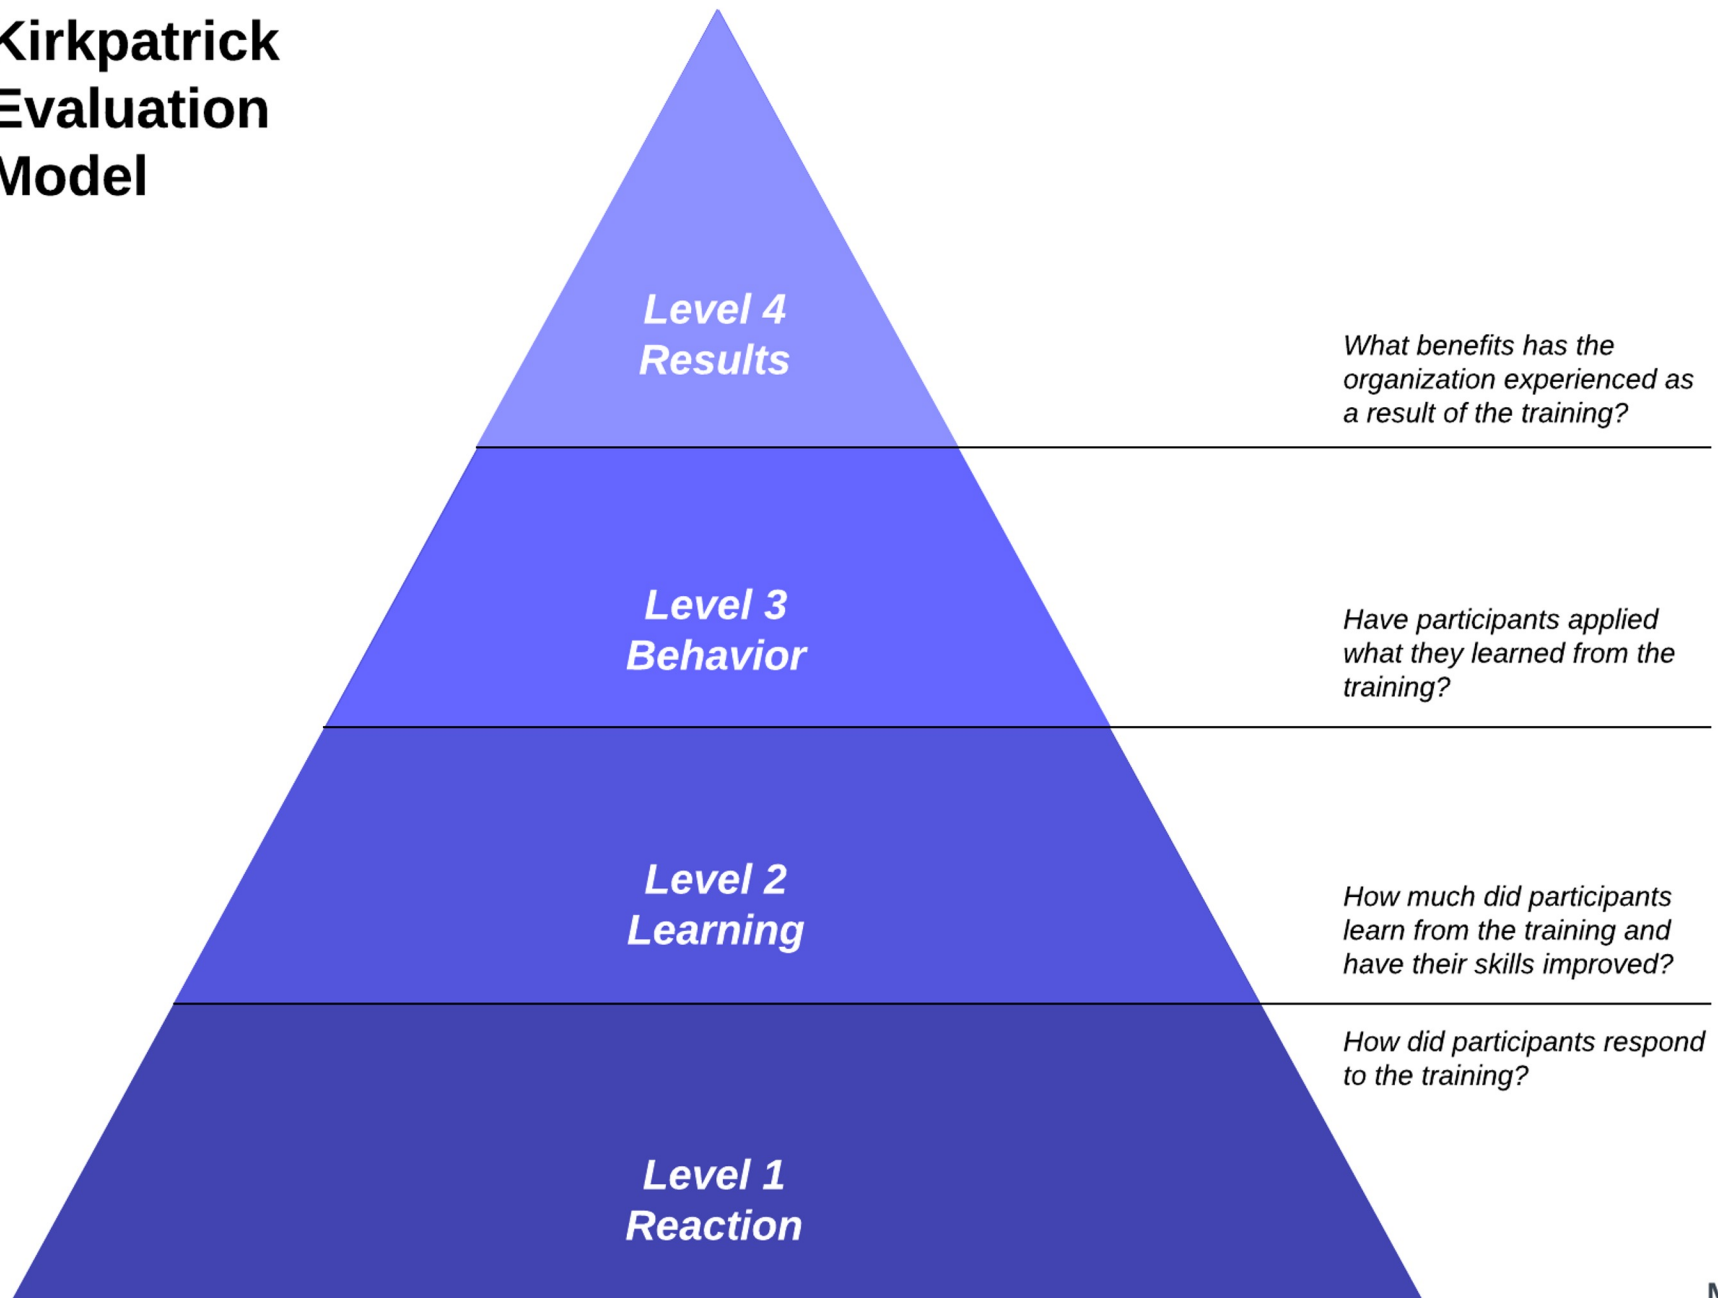 Kirkpatrick
Evaluation
Model
Level 4
Results
What benefits has the
organization experienced as
a result of the training?
Level 3
Behavior
Have participants applied
what they learned from the
training?
Level 2
Learning
How much did participants
learn from the training and
have their skills improved?
How did participants respond
to the training?
Level 1
Reaction